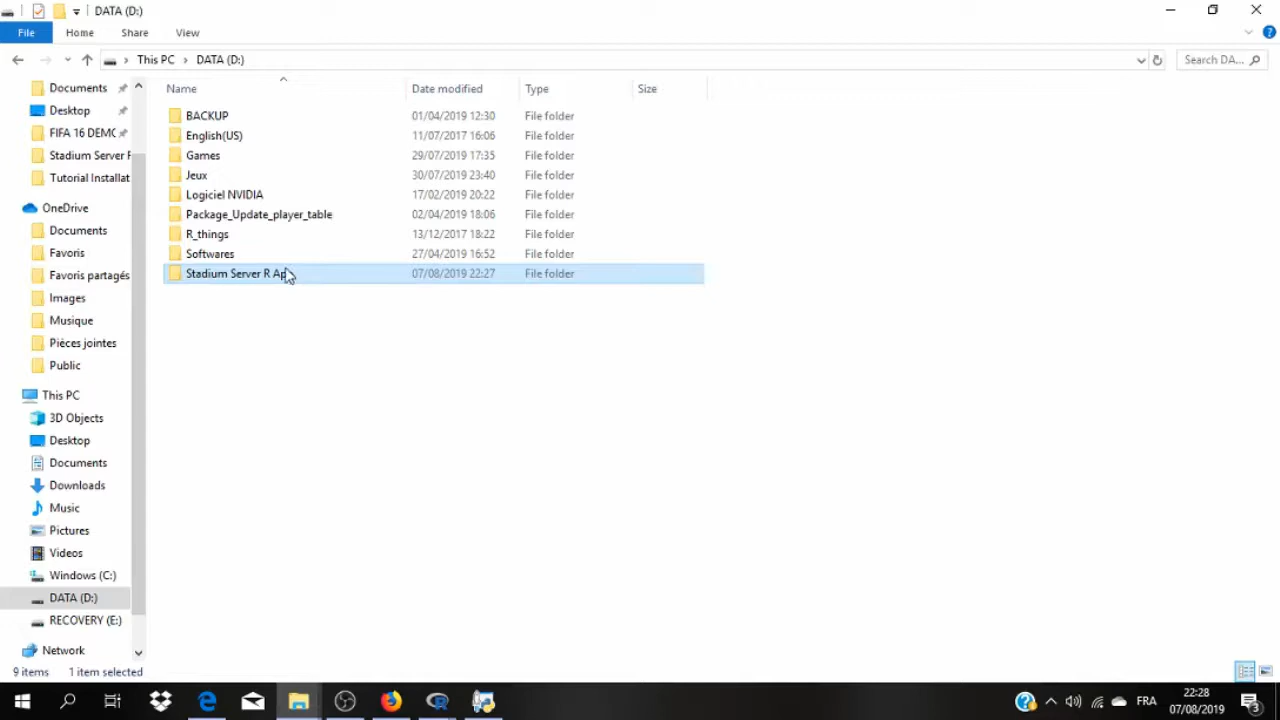 DATA (D:)
File Home Share View
This PC DATA (D:) Search DA...
Name Date modified Type Size
BACKUP 01/04/2019 12:30 File folder
English(US) 11/07/2017 16:06 File folder
Games 29/07/2019 17:35 File folder
Jeux 30/07/2019 23:40 File folder
Logiciel NVIDIA 17/02/2019 20:22 File folder
Package_Update_player_table 02/04/2019 18:06 File folder
R_things 13/12/2017 18:22 File folder
Softwares 27/04/2019 16:52 File folder
Stadium Server R 07/08/2019 22:27 File folder
Documents
Desktop
FIFA 16 DEMO
Stadium Server
Tutorial Installat
OneDrive
Documents
Favoris
Favoris partagés
Images
Musique
Pièces jointes
Public
This PC
3D Objects
Desktop
Documents
Downloads
Music
Pictures
Videos
Windows (C:)
DATA (D:)
RECOVERY (E:)
Network
9 items 1 item selected
FRA
22:28
07/08/2019
3